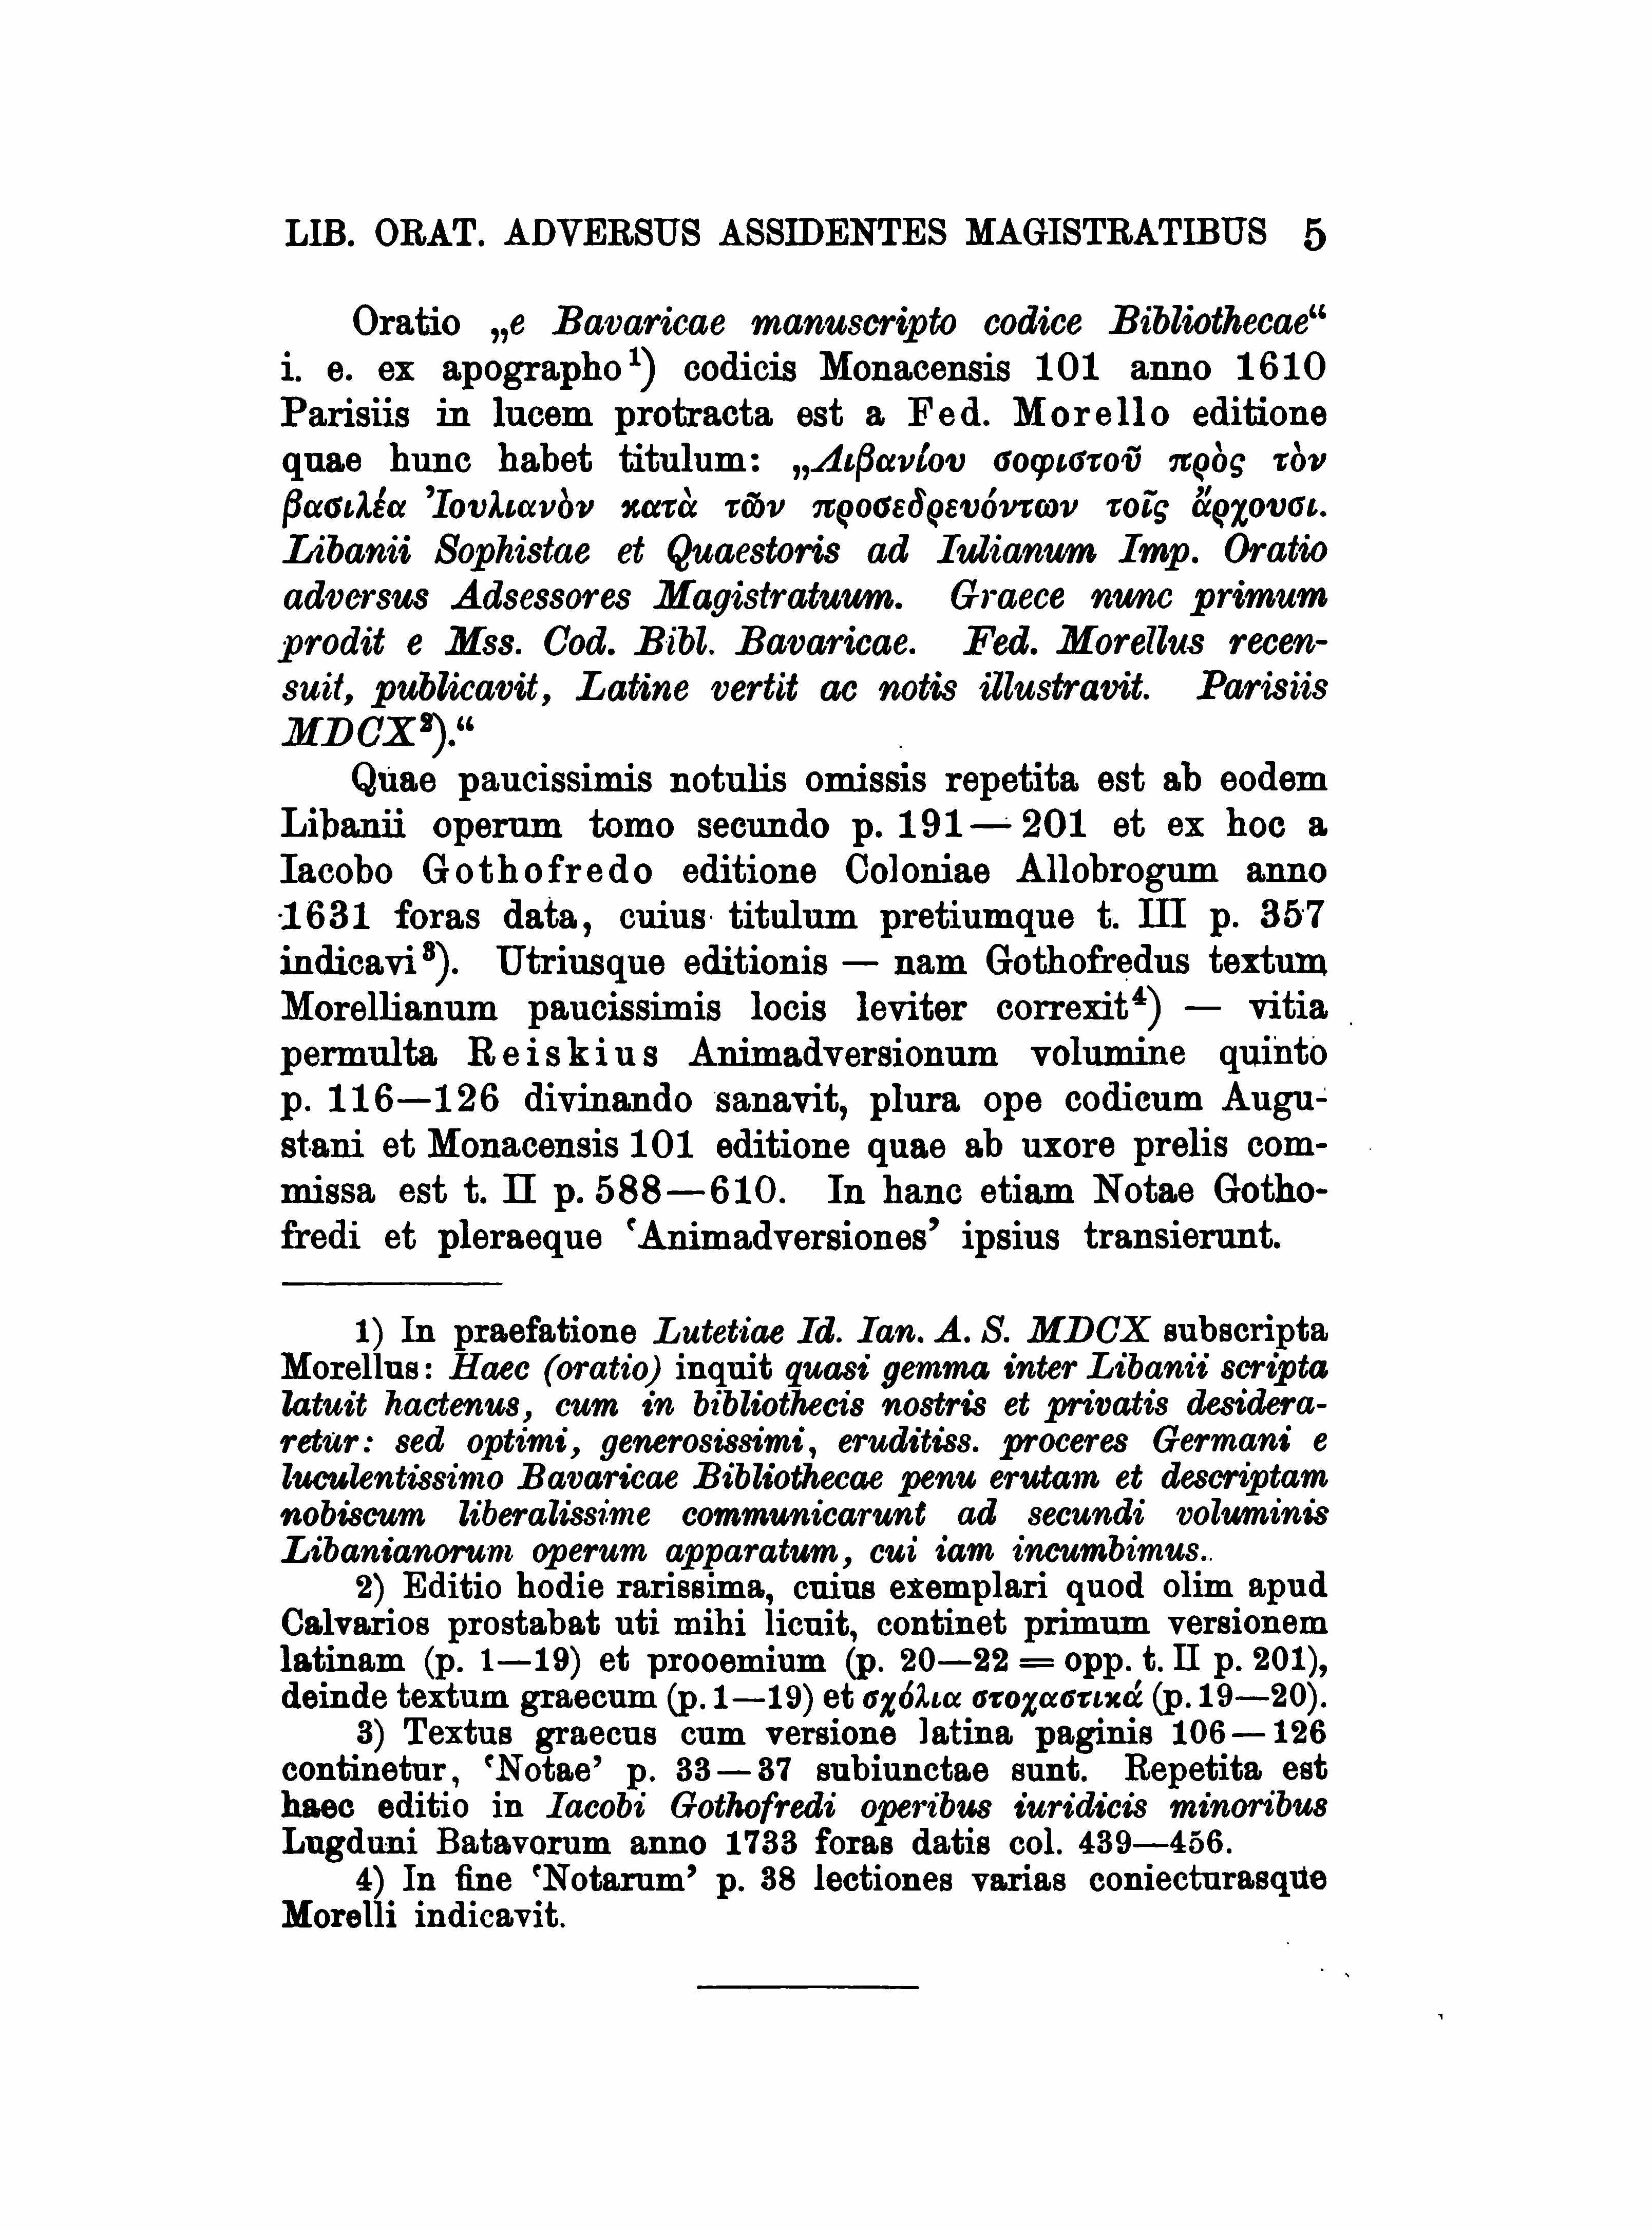 LIB. ORAT. ADVERSUS ASSIDENTES MAGISTRATIBUS 5
Oratio „e Bavaricae manuscripto codice Bibliothecae“
i. e. ex apographo¹) codicis Monacensis 101 anno 1610
Parisiis in lucem protracta est a Fed. Morello editione
quae hunc habet titulum: „Λιβανίου σοφιστοῦ πρὸς τὸν
βασιλέα Ἰουλιανὸν κατὰ τῶν προσεδρευόντων τοῖς ἄρχουσι.
Libanii Sophistae et Quaestoris ad Iulianum Imp. Oratio
adversus Adsessores Magistratuum. Graece nunc primum
prodit e Mss. Cod. Bibl. Bavaricae. Fed. Morellus recen-
suit, publicavit, Latine vertit ac notis illustravit. Parisiis
MDCX²).“
Quae paucissimis notulis omissis repetita est ab eodem
Libanii operum tomo secundo p. 191—201 et ex hoc a
Iacobo Gothofredo editione Coloniae Allobrogum anno
1631 foras data, cuius titulum pretiumque t. III p. 357
indicavi³). Utriusque editionis — nam Gothofredus textum
Morellianum paucissimis locis leviter correxit⁴) — vitia
permulta Reiskius Animadversionum volumine quinto
p. 116—126 divinando sanavit, plura ope codicum Augu-
stani et Monacensis 101 editione quae ab uxore prelis com-
missa est t. II p. 588—610. In hanc etiam Notae Gotho-
fredi et pleraeque ‘Animadversiones’ ipsius transierunt.
1) In praefatione Lutetiae Id. Ian. A. S. MDCX subscripta
Morellus: Haec (oratio) inquit quasi gemma inter Libanii scripta
latuit hactenus, cum in bibliothecis nostris et privatis desidera-
retur: sed optimi, generosissimi, eruditiss. proceres Germani e
luculentissimo Bavaricae Bibliothecae penu erutam et descriptam
nobiscum liberalissime communicarunt ad secundi voluminis
Libanianorum operum apparatum, cui iam incumbimus.
2) Editio hodie rarissima, cuius exemplari quod olim apud
Calvarios prostabat uti mihi licuit, continet primum versionem
latinam (p. 1—19) et prooemium (p. 20—22 = opp. t. II p. 201),
deinde textum graecum (p. 1—19) et σχόλια στοχαστικά (p. 19—20).
3) Textus graecus cum versione latina paginis 106—126
continetur, ‘Notae’ p. 33—37 subiunctae sunt. Repetita est
haec editio in Iacobi Gothofredi operibus iuridicis minoribus
Lugduni Batavorum anno 1733 foras datis col. 439—456.
4) In fine ‘Notarum’ p. 38 lectiones varias coniecturasque
Morelli indicavit.